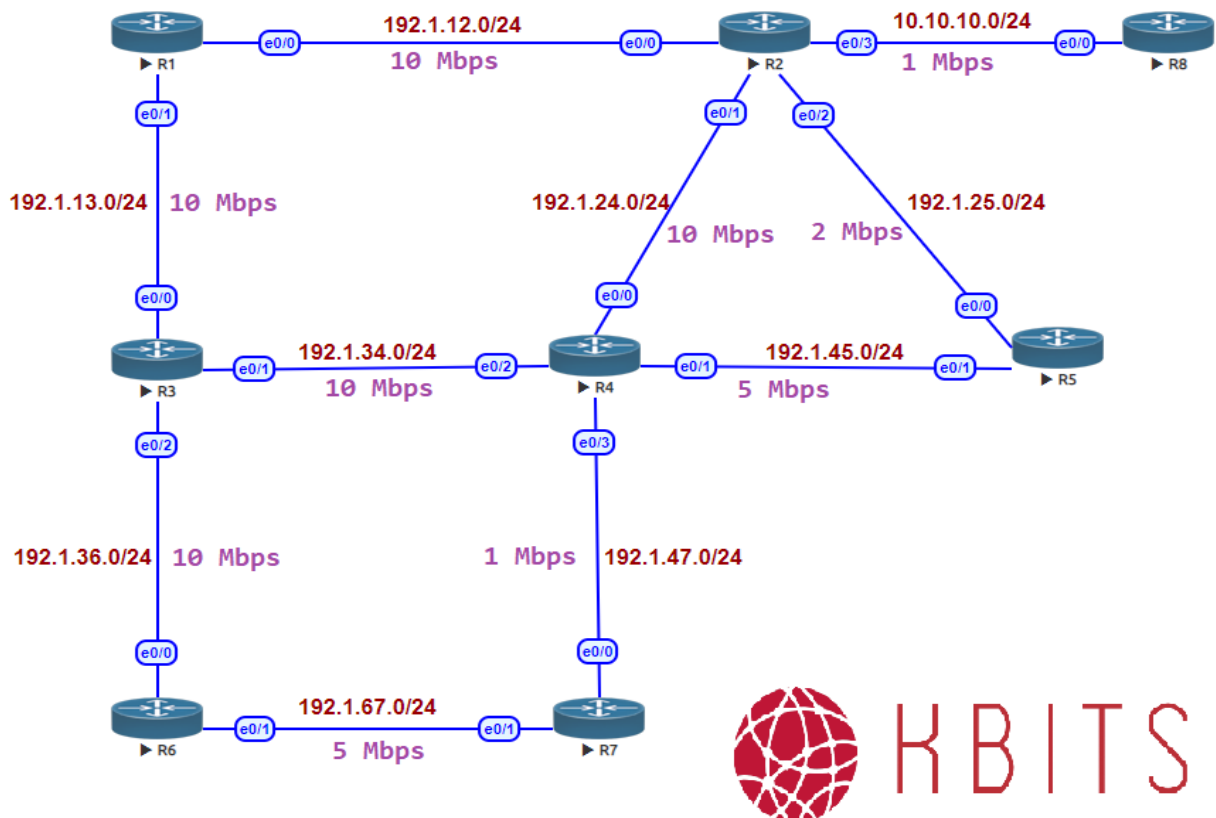 192.1.12.0/24
10.10.10.0/24
e0/0
e0/0
e0/3
e0/0
10 Mbps
1 Mbps
▶ R1
▶ R2
▶ R8
e0/1
e0/1
e0/2
192.1.13.0/24
10 Mbps
192.1.24.0/24
192.1.25.0/24
10 Mbps
2 Mbps
e0/0
e0/0
e0/0
192.1.34.0/24
192.1.45.0/24
e0/1
e0/2
e0/1
e0/1
10 Mbps
5 Mbps
▶ R3
▶ R4
▶ R5
e0/2
e0/3
192.1.36.0/24
10 Mbps
1 Mbps
192.1.47.0/24
e0/0
e0/0
192.1.67.0/24
e0/1
e0/1
5 Mbps
▶ R6
▶ R7
KBITS